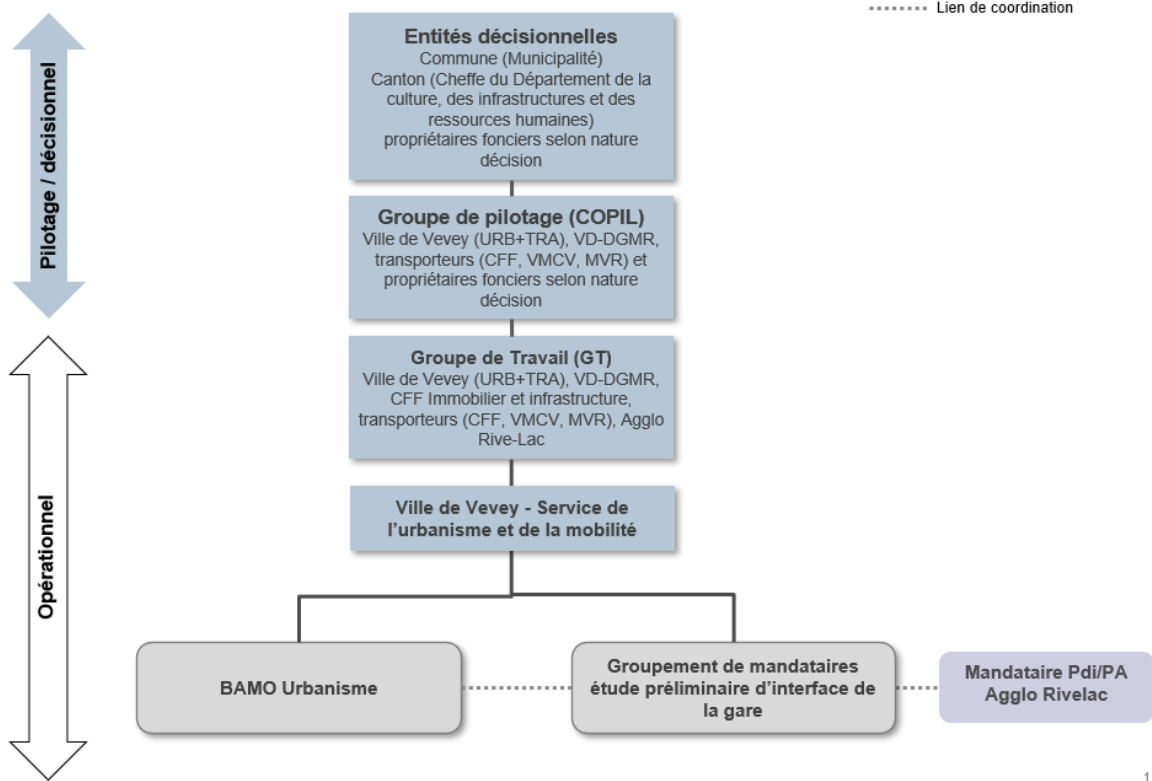 Lien de coordination
Entités décisionnelles
Commune (Municipalité)
Canton (Cheffe du Département de la
culture, des infrastructures et des
ressources humaines)
propriétaires fonciers selon nature
décision
Pilotage / décisionnel
Groupe de pilotage (COPIL)
Ville de Vevey (URB+TRA), VD-DGMR,
transporteurs (CFF, VMCV, MVR) et
propriétaires fonciers selon nature
décision
Groupe de Travail (GT)
Ville de Vevey (URB+TRA), VD-DGMR,
CFF Immobilier et infrastructure,
transporteurs (CFF, VMCV, MVR), Agglo
Rive-Lac
Opérationnel
Ville de Vevey - Service de
l'urbanisme et de la mobilité
BAMO Urbanisme
Groupement de mandataires
étude préliminaire d'interface de
la gare
Mandataire Pdi/PA
Agglo Rivelac
1